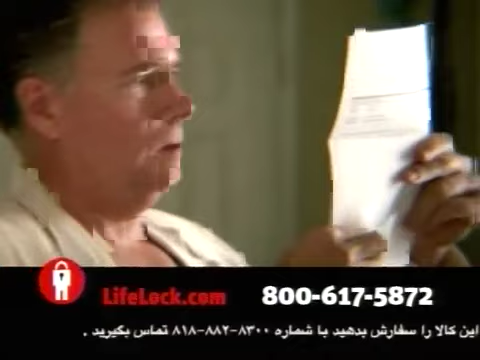 LifeLock.com 800-617-5872
این کالا را سفارش بدهید با شماره ۸۳۰۰-۸۸۲-۸۱۸ تماس بگیرید .